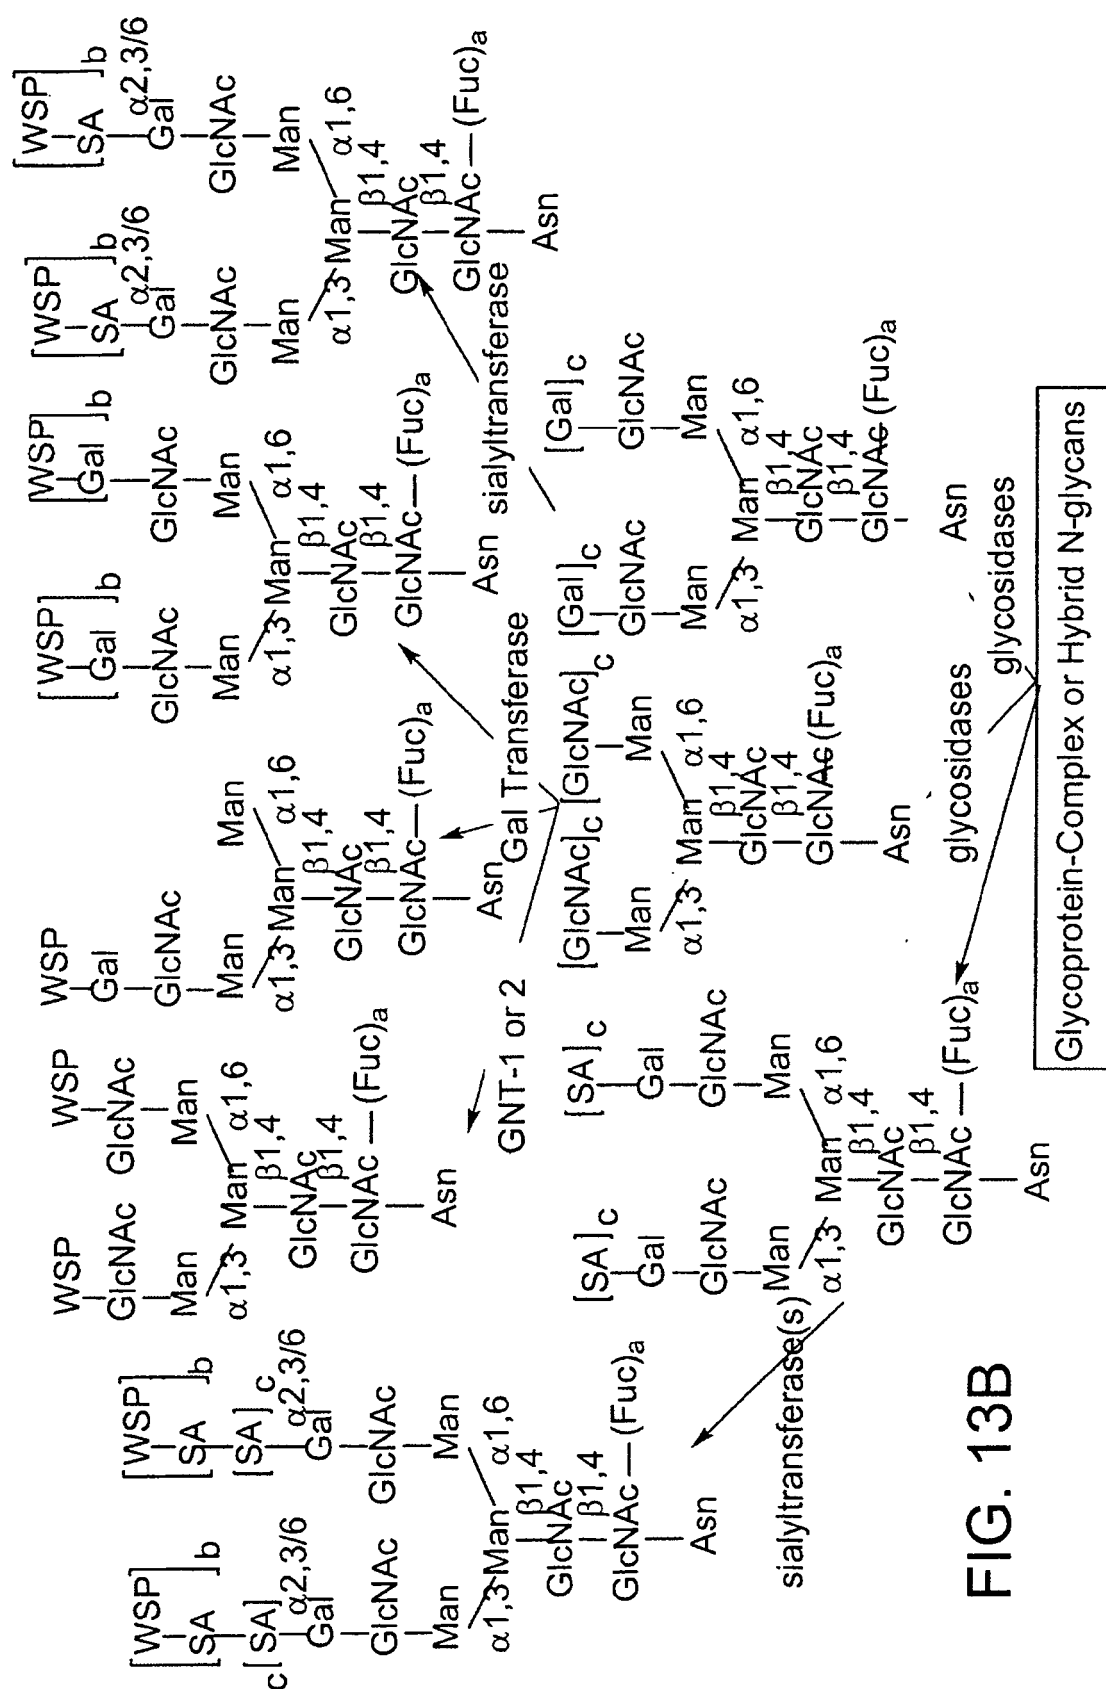 [WSP]
[SA]b
c[SA]
α2,3/6
Gal
GlcNAc
Man
α1,3
[WSP]
[SA]b
[SA]c
α2,3/6
Gal
GlcNAc
Man
α1,6
Man
β1,4
GlcNAc
β1,4
GlcNAc—(Fuc)a
Asn
WSP
GlcNAc
Man
α1,3
WSP
GlcNAc
Man
α1,6
Man
β1,4
GlcNAc
β1,4
GlcNAc—(Fuc)a
Asn
WSP
Gal
GlcNAc
Man
α1,3
Man
α1,6
Man
β1,4
GlcNAc
β1,4
GlcNAc—(Fuc)a
Asn
[WSP]
[Gal]b
GlcNAc
Man
α1,3
[WSP]
[Gal]b
GlcNAc
Man
α1,6
Man
β1,4
GlcNAc
β1,4
GlcNAc—(Fuc)a
Asn
[WSP]
[SA]b
α2,3/6
Gal
GlcNAc
Man
α1,3
[WSP]
[SA]b
α2,3/6
Gal
GlcNAc
Man
α1,6
Man
β1,4
GlcNAc
β1,4
GlcNAc—(Fuc)a
Asn
sialyltransferase(s)
GNT-1 or 2
Gal Transferase
sialyltransferase
[SA]c
Gal
GlcNAc
Man
α1,3
[SA]c
Gal
GlcNAc
Man
α1,6
Man
β1,4
GlcNAc
β1,4
GlcNAc—(Fuc)a
Asn
[GlcNAc]c
Man
α1,3
[GlcNAc]c
Man
α1,6
Man
β1,4
GlcNAc
β1,4
GlcNAc(Fuc)a
Asn
[Gal]c
GlcNAc
Man
α1,3
[Gal]c
GlcNAc
Man
α1,6
Man
β1,4
GlcNAc
β1,4
GlcNAc(Fuc)a
Asn
glycosidases
glycosidases
Glycoprotein-Complex or Hybrid N-glycans
FIG. 13B